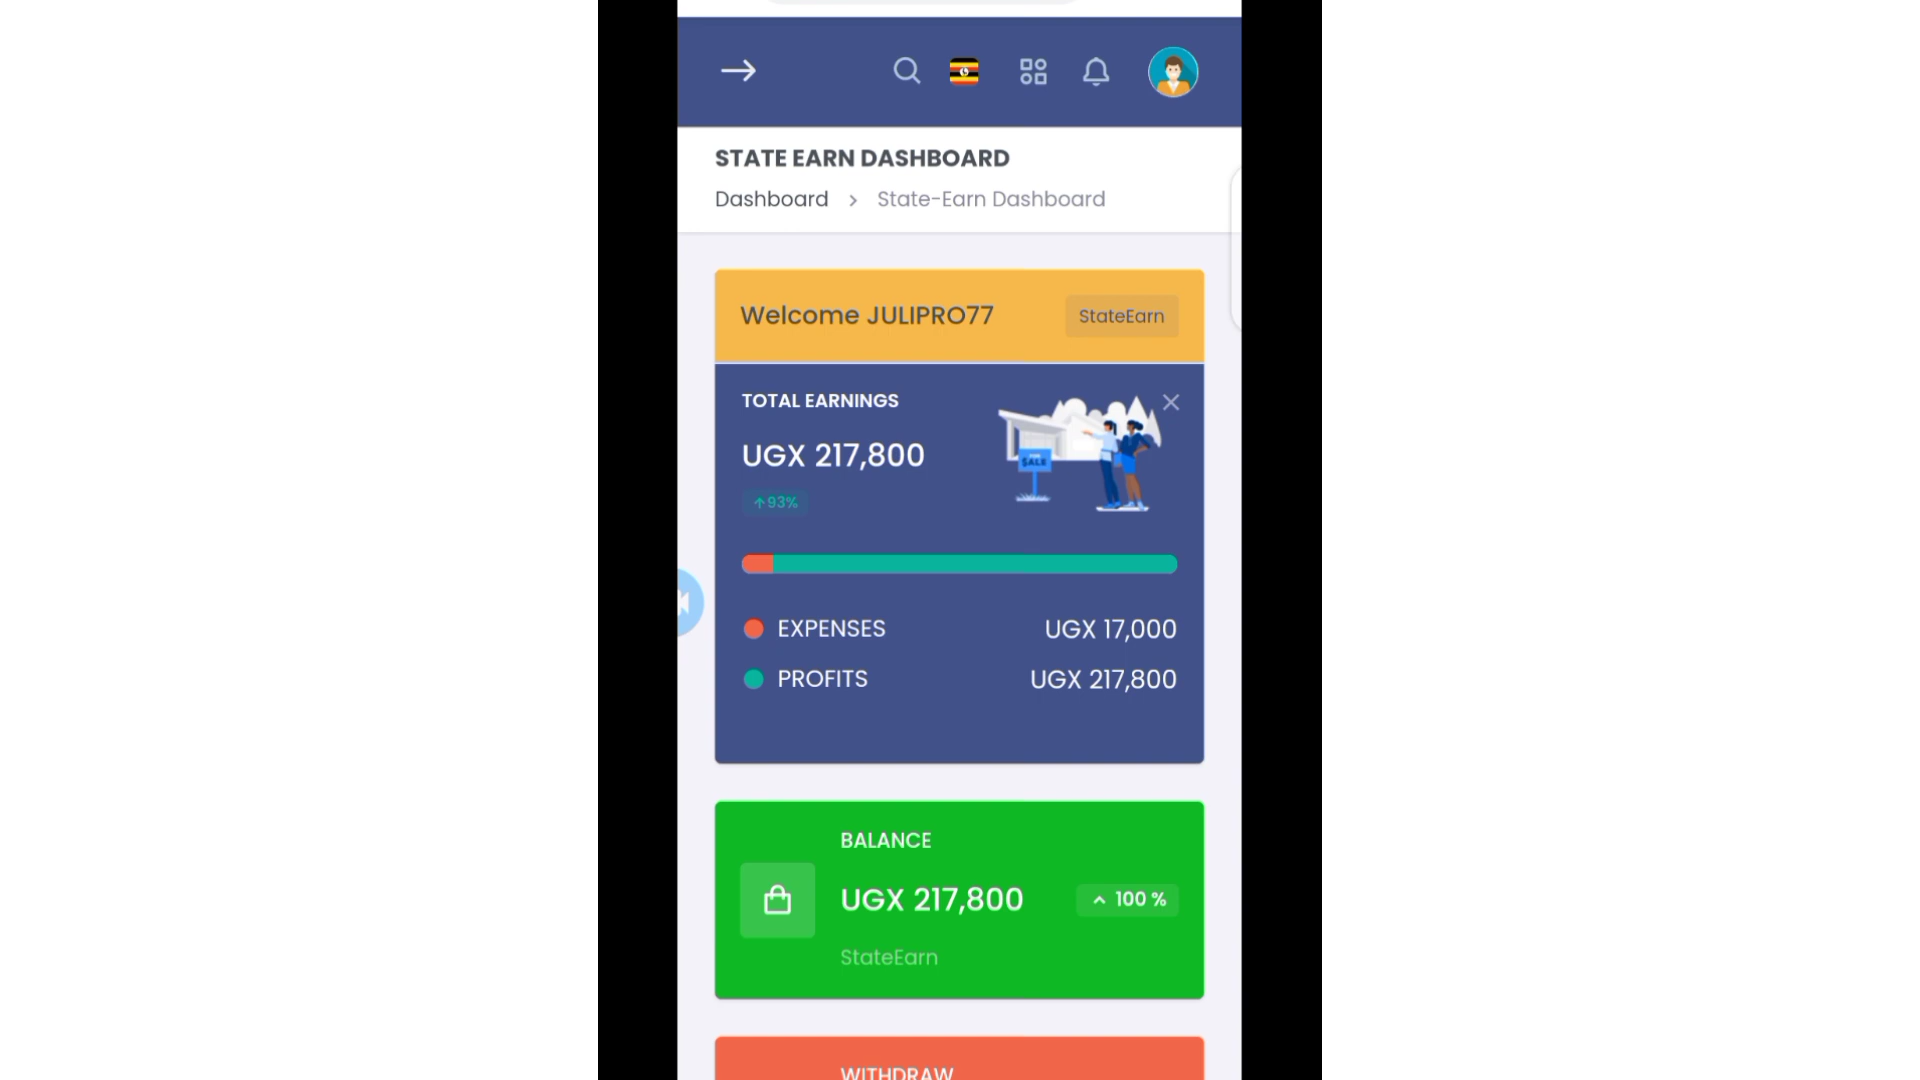 STATE EARN DASHBOARD
Dashboard > State-Earn Dashboard
Welcome JULIPRO77
StateEarn
TOTAL EARNINGS
UGX 217,800
↑93%
SALE
EXPENSES
UGX 17,000
PROFITS
UGX 217,800
BALANCE
UGX 217,800
100 %
StateEarn
WITHDRAW